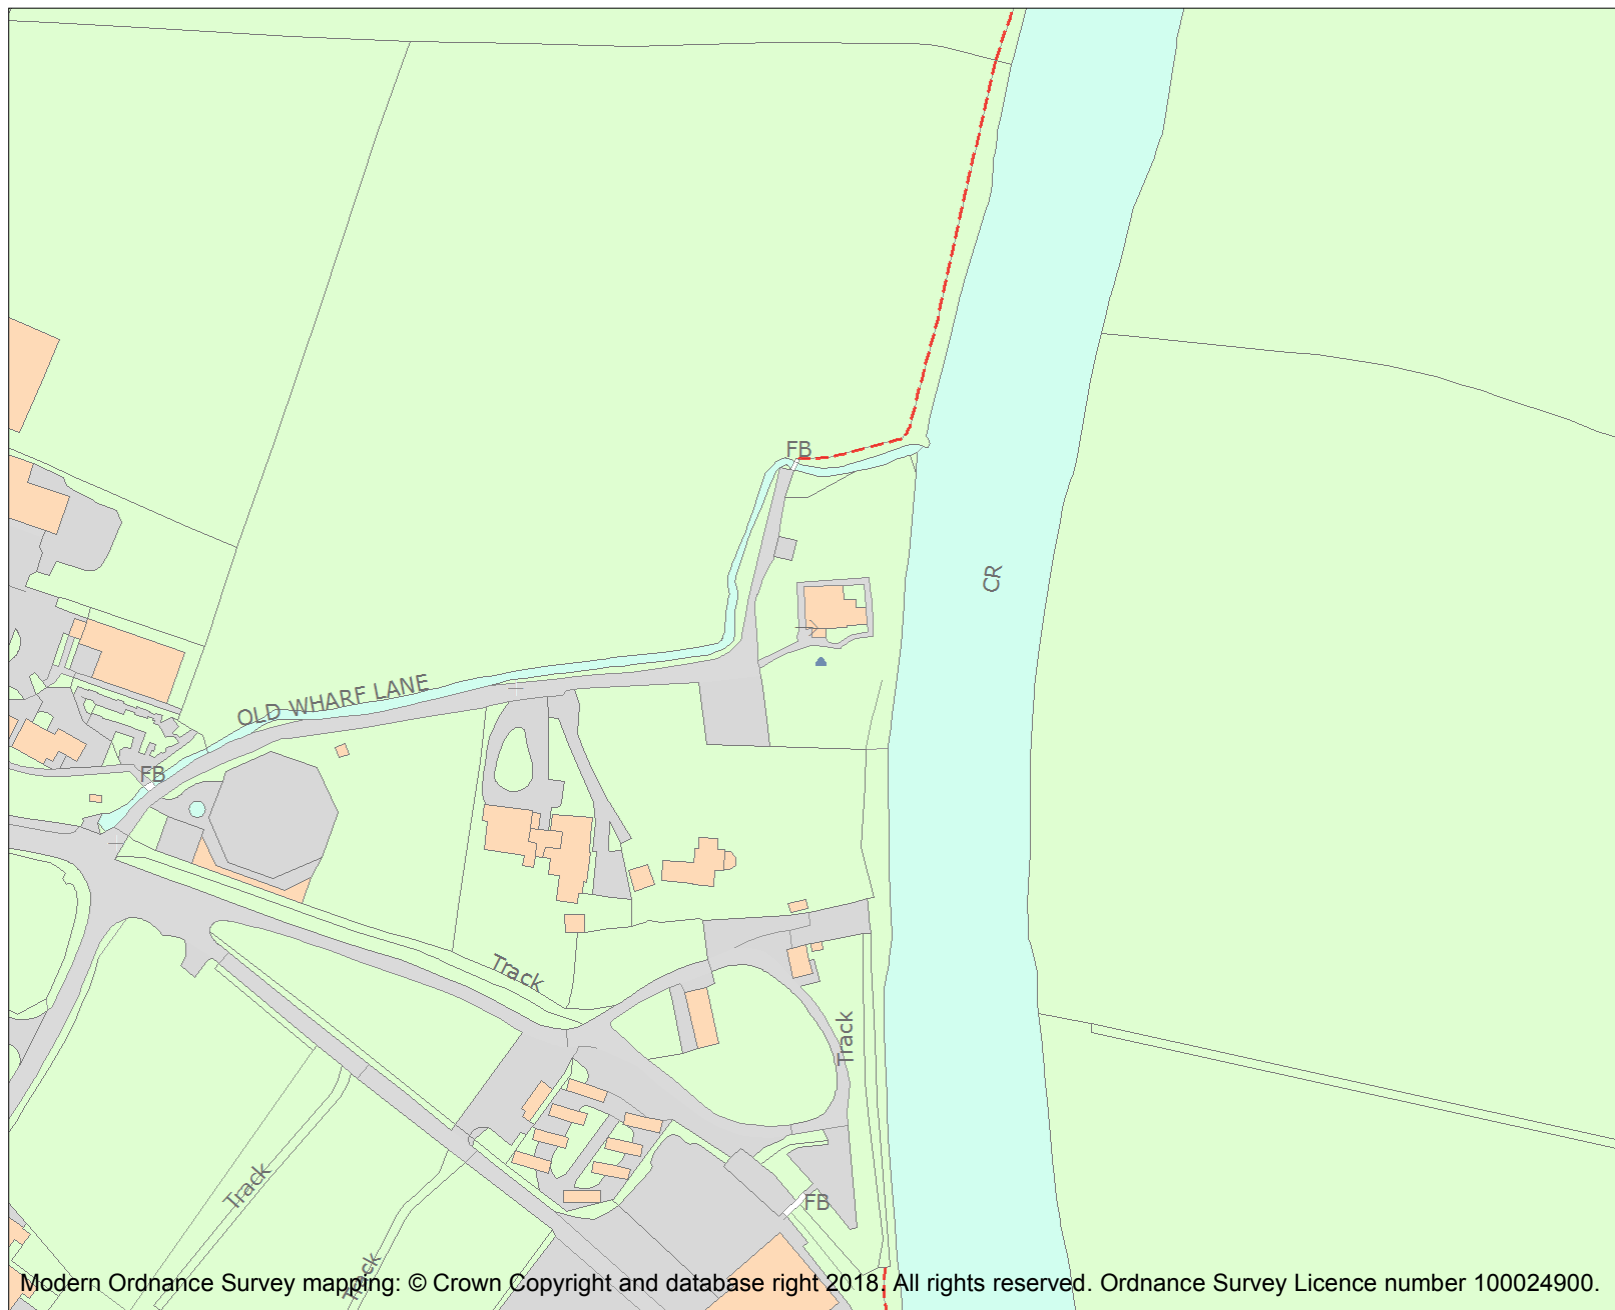 FB
CR
OLD WHARF LANE
FB
Track
Track
Track
FB
Track
Modern Ordnance Survey mapping: © Crown Copyright and database right 2018. All rights reserved. Ordnance Survey Licence number 100024900.